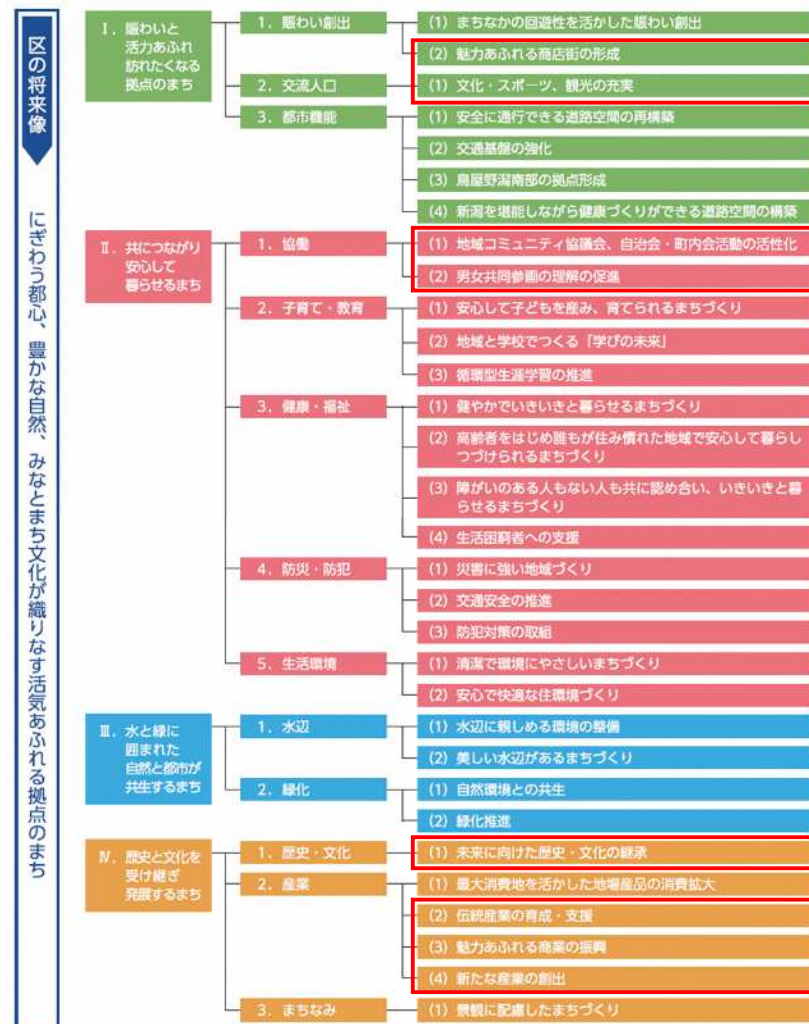 区の将来像
にぎわう都心、豊かな自然、みなとまち文化が織りなす活気あふれる拠点のまち
Ⅰ. 賑わいと
活力あふれ
訪れたくなる
拠点のまち
1. 賑わい創出
(1) まちなかの回遊性を活かした賑わい創出
(2) 魅力あふれる商店街の形成
2. 交流人口
(1) 文化・スポーツ、観光の充実
3. 都市機能
(1) 安全に通行できる道路空間の再構築
(2) 交通基盤の強化
(3) 鳥屋野潟南部の拠点形成
(4) 新潟を堪能しながら健康づくりができる道路空間の構築
Ⅱ. 共につながり
安心して
暮らせるまち
1. 協働
(1) 地域コミュニティ協議会、自治会・町内会活動の活性化
(2) 男女共同参画の理解の促進
2. 子育て・教育
(1) 安心して子どもを産み、育てられるまちづくり
(2) 地域と学校でつくる「学びの未来」
(3) 循環型生涯学習の推進
3. 健康・福祉
(1) 健やかでいきいきと暮らせるまちづくり
(2) 高齢者をはじめ誰もが住み慣れた地域で安心して暮らし
つづけられるまちづくり
(3) 障がいのある人もない人も共に認め合い、いきいきと暮
らせるまちづくり
(4) 生活困窮者への支援
4. 防災・防犯
(1) 災害に強い地域づくり
(2) 交通安全の推進
(3) 防犯対策の取組
5. 生活環境
(1) 清潔で環境にやさしいまちづくり
(2) 安心で快適な住環境づくり
Ⅲ. 水と緑に
囲まれた
自然と都市が
共生するまち
1. 水辺
(1) 水辺に親しめる環境の整備
(2) 美しい水辺があるまちづくり
2. 緑化
(1) 自然環境との共生
(2) 緑化推進
Ⅳ. 歴史と文化を
受け継ぎ
発展するまち
1. 歴史・文化
(1) 未来に向けた歴史・文化の継承
2. 産業
(1) 最大消費地を活かした地場産品の消費拡大
(2) 伝統産業の育成・支援
(3) 魅力あふれる商業の振興
(4) 新たな産業の創出
3. まちなみ
(1) 景観に配慮したまちづくり